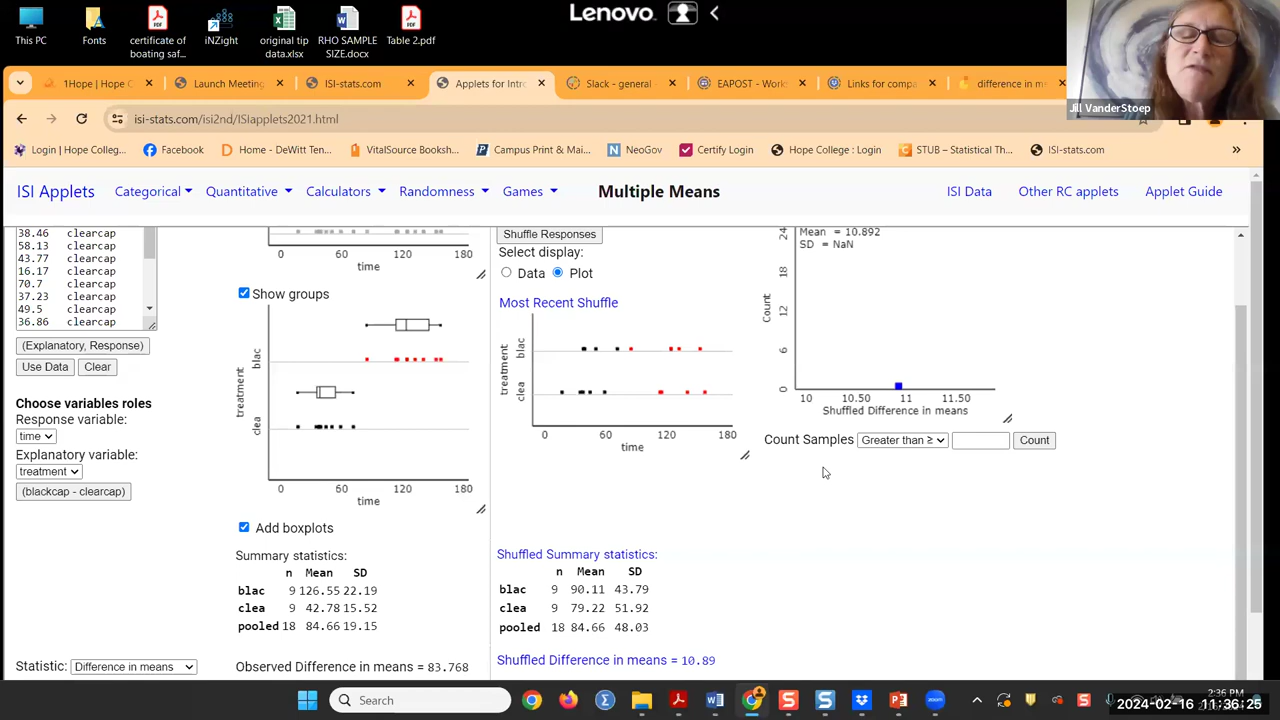 Lenovo
This PC
Fonts
certificate of
boating saf...
iNZight
original tip
data.xlsx
RHO SAMPLE
SIZE.docx
Table 2.pdf
Jill VanderStoep
1Hope | Hope C
Launch Meeting
ISI-stats.com
Applets for Intr
Slack - general
EAPOST - Work
Links for compa
difference in m
isi-stats.com/isi2nd/ISIapplets2021.html
Login | Hope Colleg...
Facebook
Home - DeWitt Ten...
VitalSource Booksh...
Campus Print & Mai...
NeoGov
Certify Login
Hope College : Login
STUB – Statistical Th...
ISI-stats.com
ISI Applets
Categorical
Quantitative
Calculators
Randomness
Games
Multiple Means
ISI Data
Other RC applets
Applet Guide
38.46 clearcap
58.13 clearcap
43.77 clearcap
16.17 clearcap
70.7 clearcap
37.23 clearcap
49.5 clearcap
36.86 clearcap
(Explanatory, Response)
Use Data Clear
Choose variables roles
Response variable:
time
Explanatory variable:
treatment
(blackcap - clearcap)
Statistic: Difference in means
0 60 120 180
time
Show groups
treatment
blac
clea
0 60 120 180
time
Add boxplots
Summary statistics:
n Mean SD
blac 9 126.55 22.19
clea 9 42.78 15.52
pooled 18 84.66 19.15
Observed Difference in means = 83.768
Shuffle Responses
Select display:
Data Plot
Most Recent Shuffle
treatment
blac
clea
0 60 120 180
time
Shuffled Summary statistics:
n Mean SD
blac 9 90.11 43.79
clea 9 79.22 51.92
pooled 18 84.66 48.03
Shuffled Difference in means = 10.89
Mean = 10.892
SD = NaN
Count
24
18
12
6
0
10 10.50 11 11.50
Shuffled Difference in means
Count Samples Greater than ≥ Count
Search
2:36 PM
2024-02-16 11:36:25